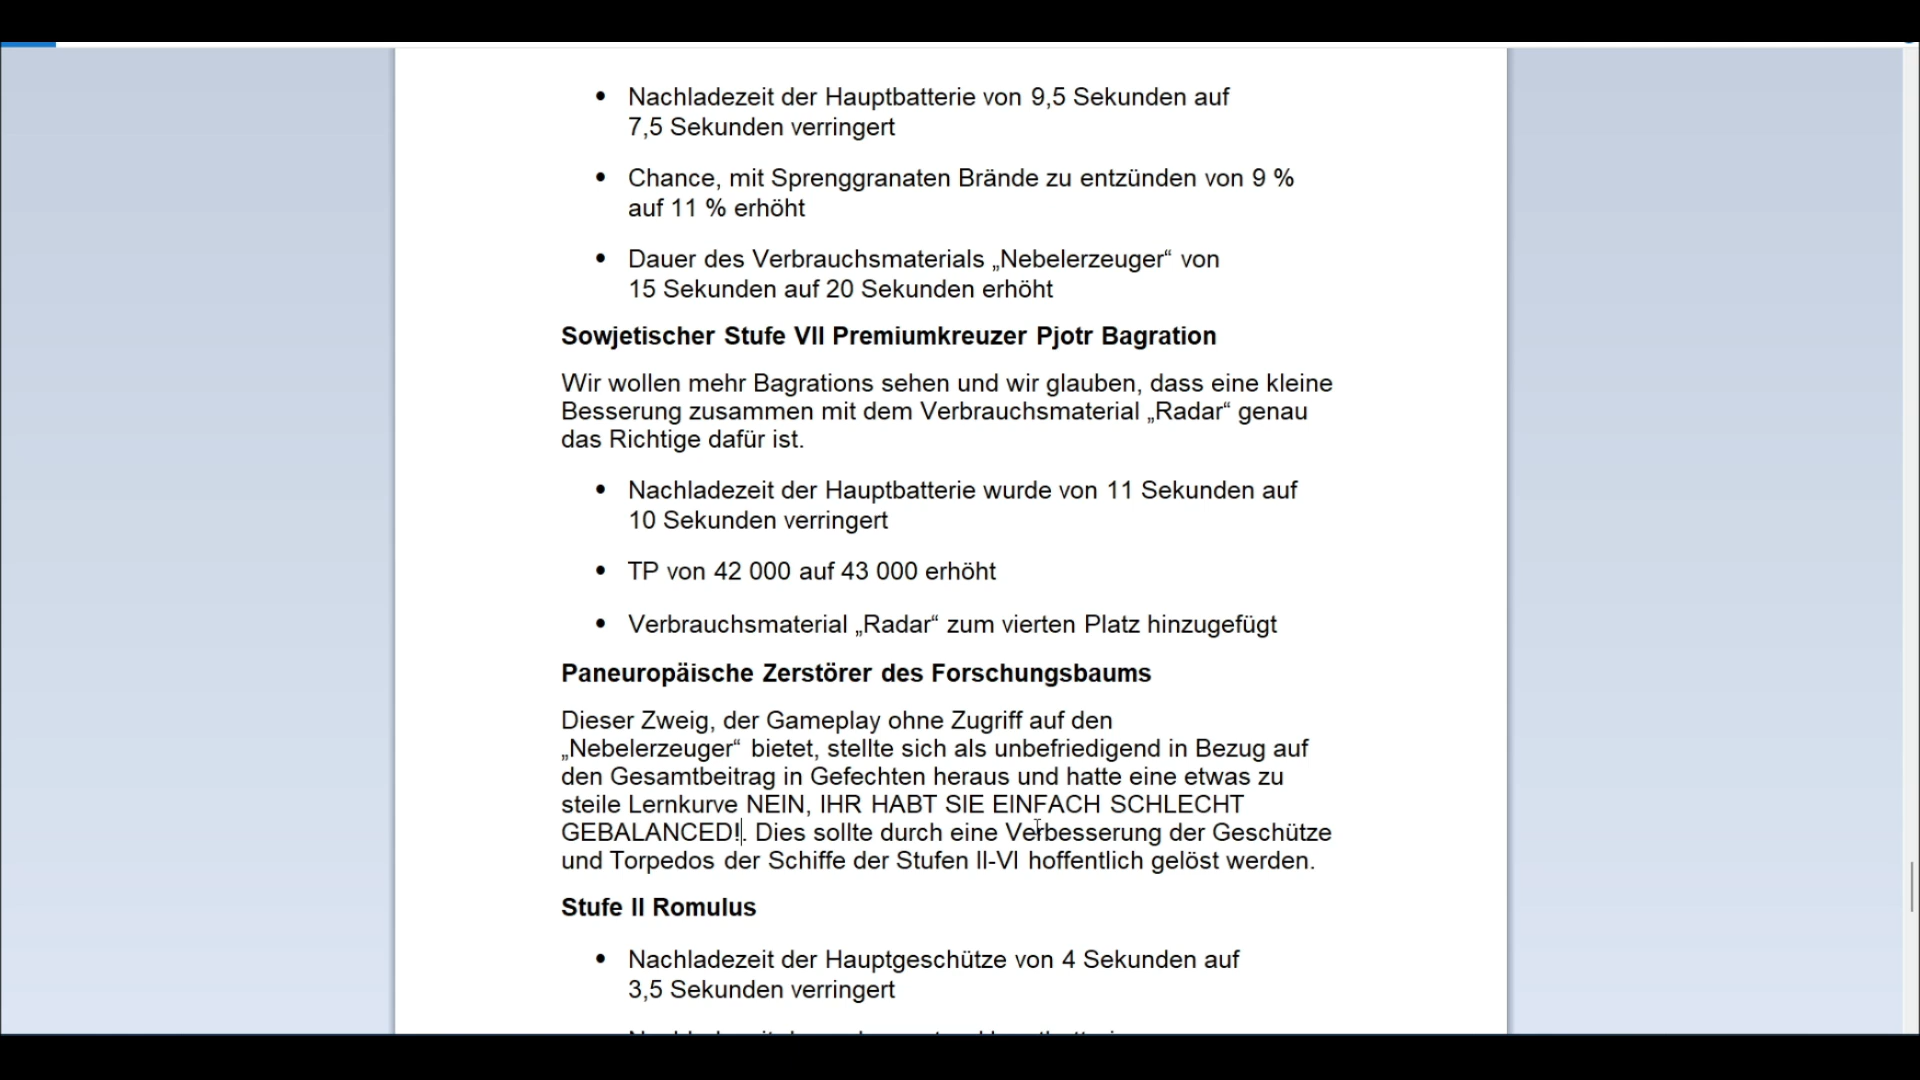 Nachladezeit der Hauptbatterie von 9,5 Sekunden auf
7,5 Sekunden verringert
Chance, mit Sprenggranaten Brände zu entzünden von 9 %
auf 11 % erhöht
Dauer des Verbrauchsmaterials „Nebelerzeuger“ von
15 Sekunden auf 20 Sekunden erhöht
Sowjetischer Stufe VII Premiumkreuzer Pjotr Bagration
Wir wollen mehr Bagrations sehen und wir glauben, dass eine kleine
Besserung zusammen mit dem Verbrauchsmaterial „Radar“ genau
das Richtige dafür ist.
Nachladezeit der Hauptbatterie wurde von 11 Sekunden auf
10 Sekunden verringert
TP von 42 000 auf 43 000 erhöht
Verbrauchsmaterial „Radar“ zum vierten Platz hinzugefügt
Paneuropäische Zerstörer des Forschungsbaums
Dieser Zweig, der Gameplay ohne Zugriff auf den
„Nebelerzeuger“ bietet, stellte sich als unbefriedigend in Bezug auf
den Gesamtbeitrag in Gefechten heraus und hatte eine etwas zu
steile Lernkurve NEIN, IHR HABT SIE EINFACH SCHLECHT
GEBALANCED!. Dies sollte durch eine Verbesserung der Geschütze
und Torpedos der Schiffe der Stufen II-VI hoffentlich gelöst werden.
Stufe II Romulus
Nachladezeit der Hauptgeschütze von 4 Sekunden auf
3,5 Sekunden verringert